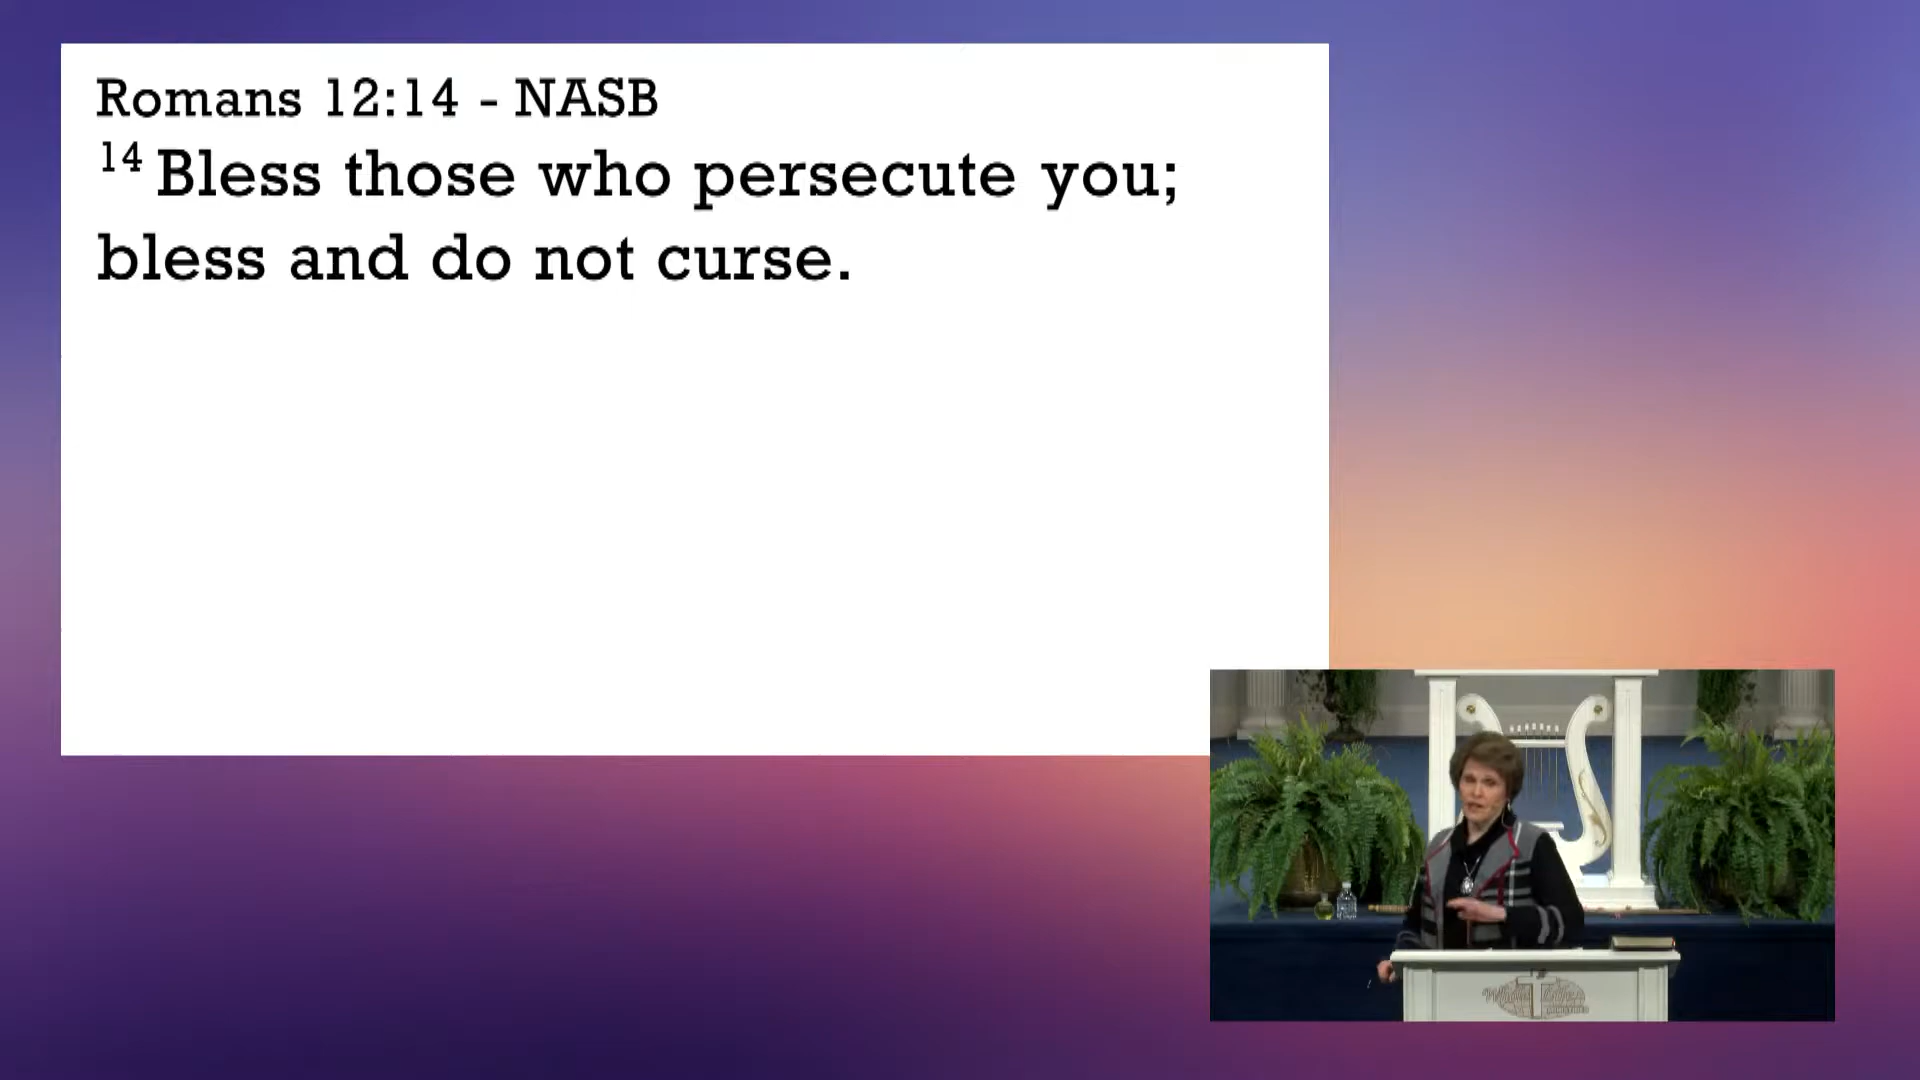 Romans 12:14 - NASB
14 Bless those who persecute you;
bless and do not curse.